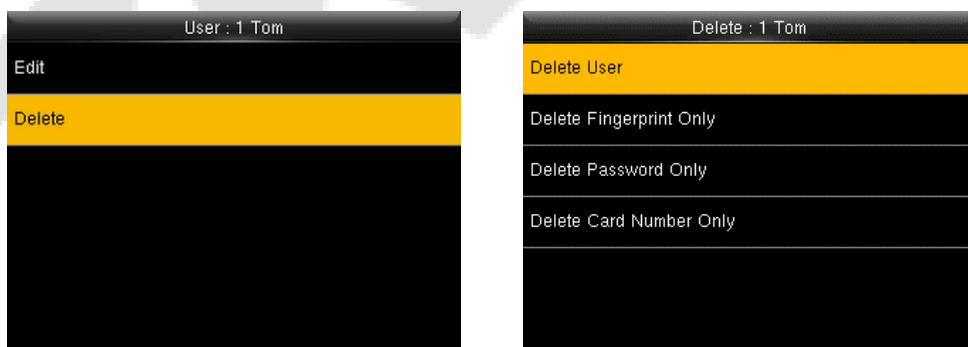 User : 1 Tom
Edit
Delete
Delete : 1 Tom
Delete User
Delete Fingerprint Only
Delete Password Only
Delete Card Number Only